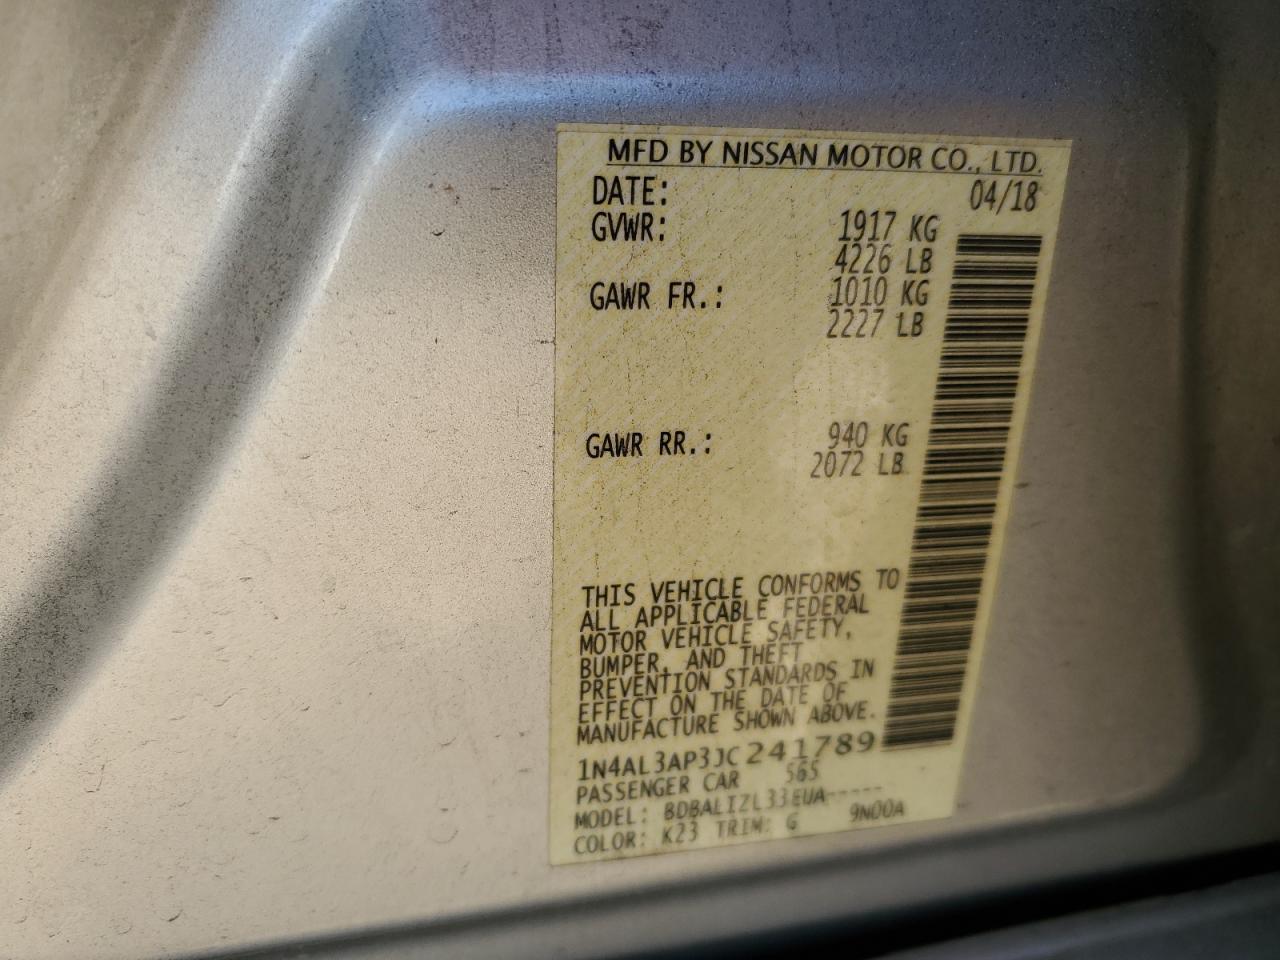 MFD BY NISSAN MOTOR CO., LTD.
DATE: 04/18
GVWR: 1917 KG
4226 LB
GAWR FR.: 1010 KG
2227 LB
GAWR RR.: 940 KG
2072 LB
THIS VEHICLE CONFORMS TO
ALL APPLICABLE FEDERAL
MOTOR VEHICLE SAFETY,
BUMPER, AND THEFT
PREVENTION STANDARDS IN
EFFECT ON THE DATE OF
MANUFACTURE SHOWN ABOVE.
1N4AL3AP3JC241789
PASSENGER CAR 565
MODEL: BDBALIZL33EUA-----
COLOR: K23 TRIM: G 9N00A